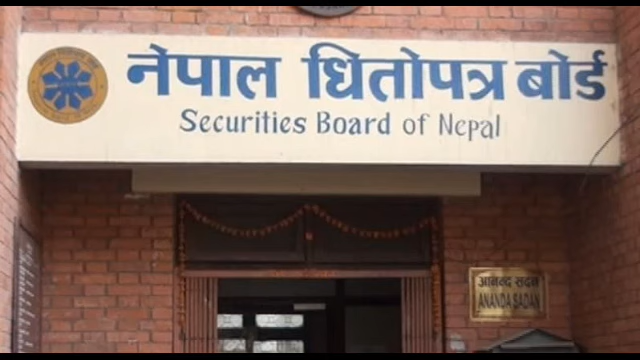 नेपाल धितोपत्र बोर्ड
Securities Board of Nepal
आनन्द सदन
ANANDA SADAN